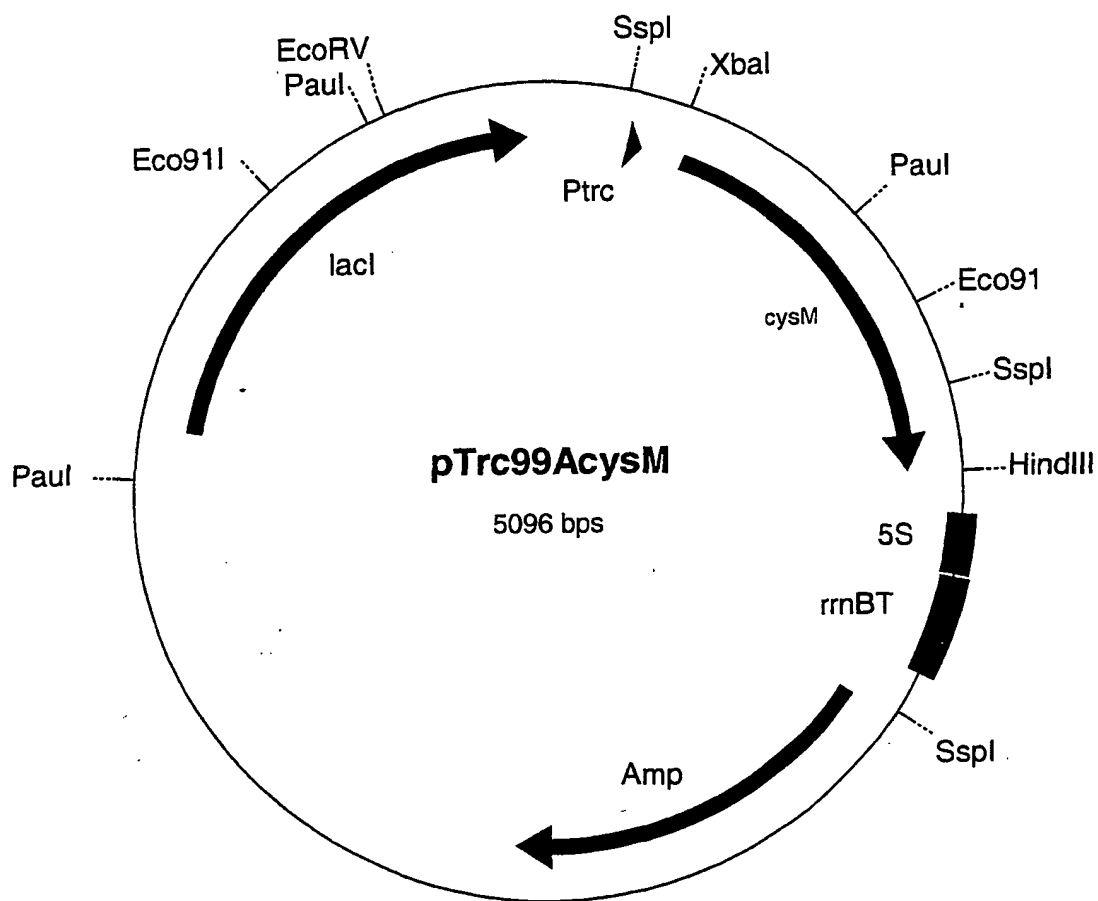 SspI
EcoRV
XbaI
PauI
Eco91I
PauI
Ptrc
lacI
Eco91
cysM
SspI
pTrc99AcysM
HindIII
PauI
5096 bps
5S
rrnBT
SspI
Amp